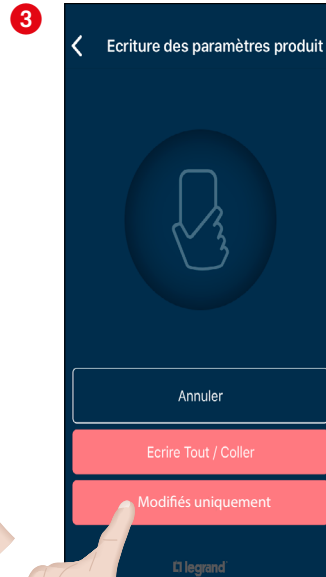 3
Ecriture des paramètres produit
Annuler
Ecrire Tout / Coller
Modifiés uniquement
legrand